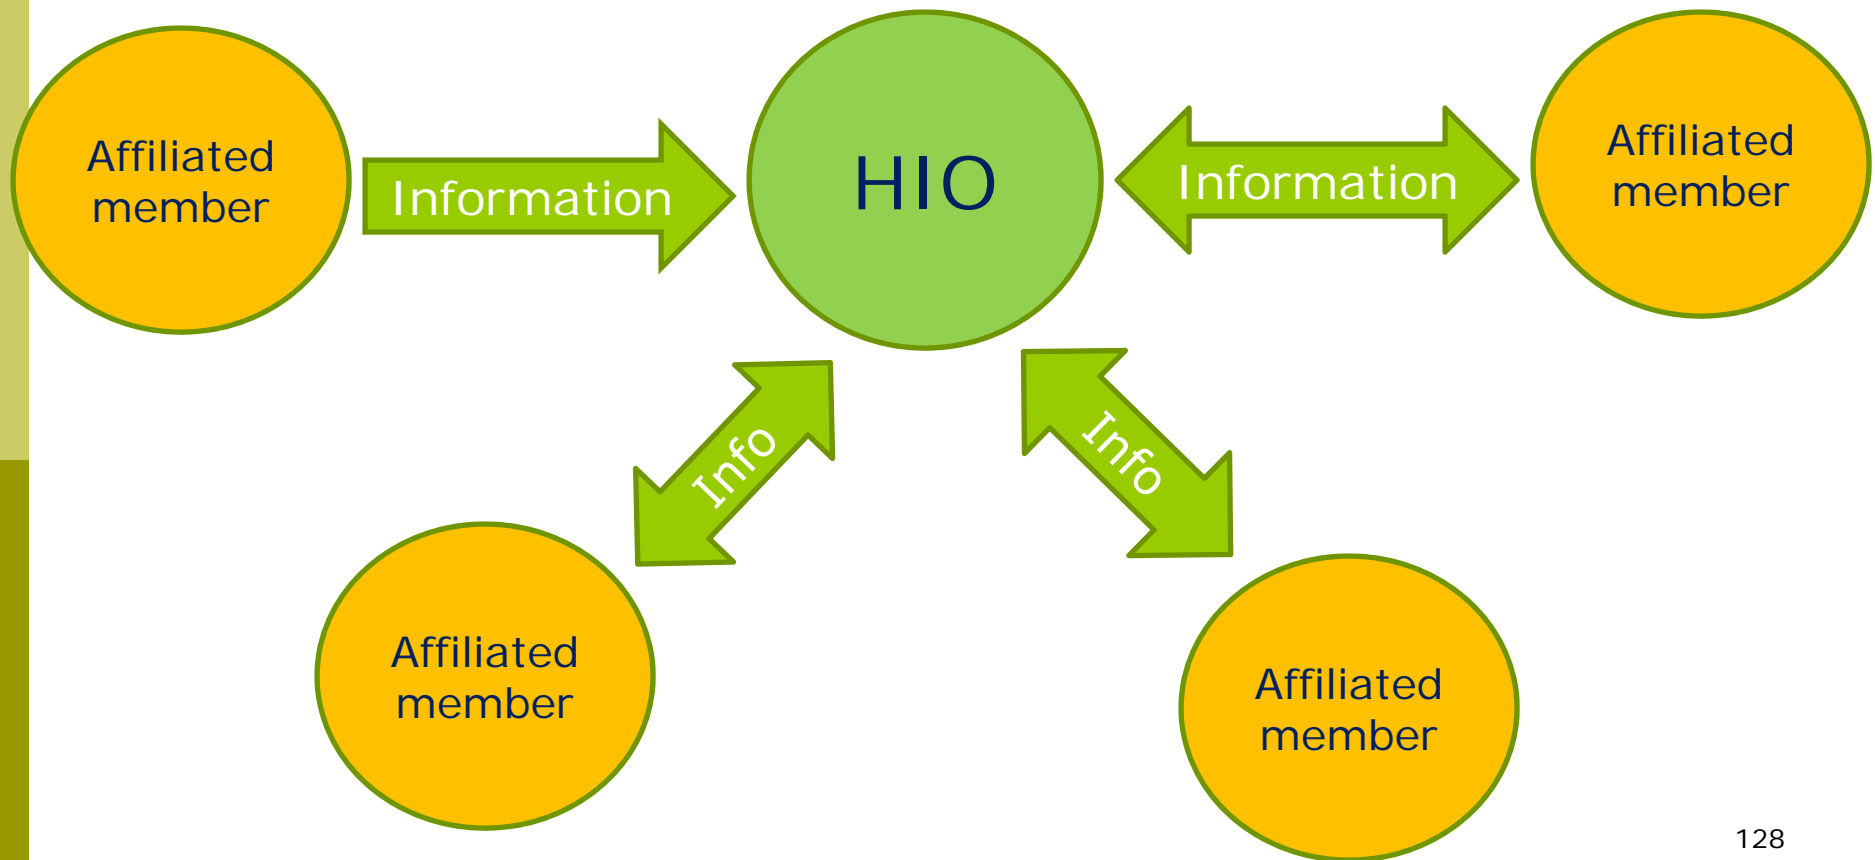 Affiliated
member
Information
HIO
Information
Affiliated
member
Info
Info
Affiliated
member
Affiliated
member
128